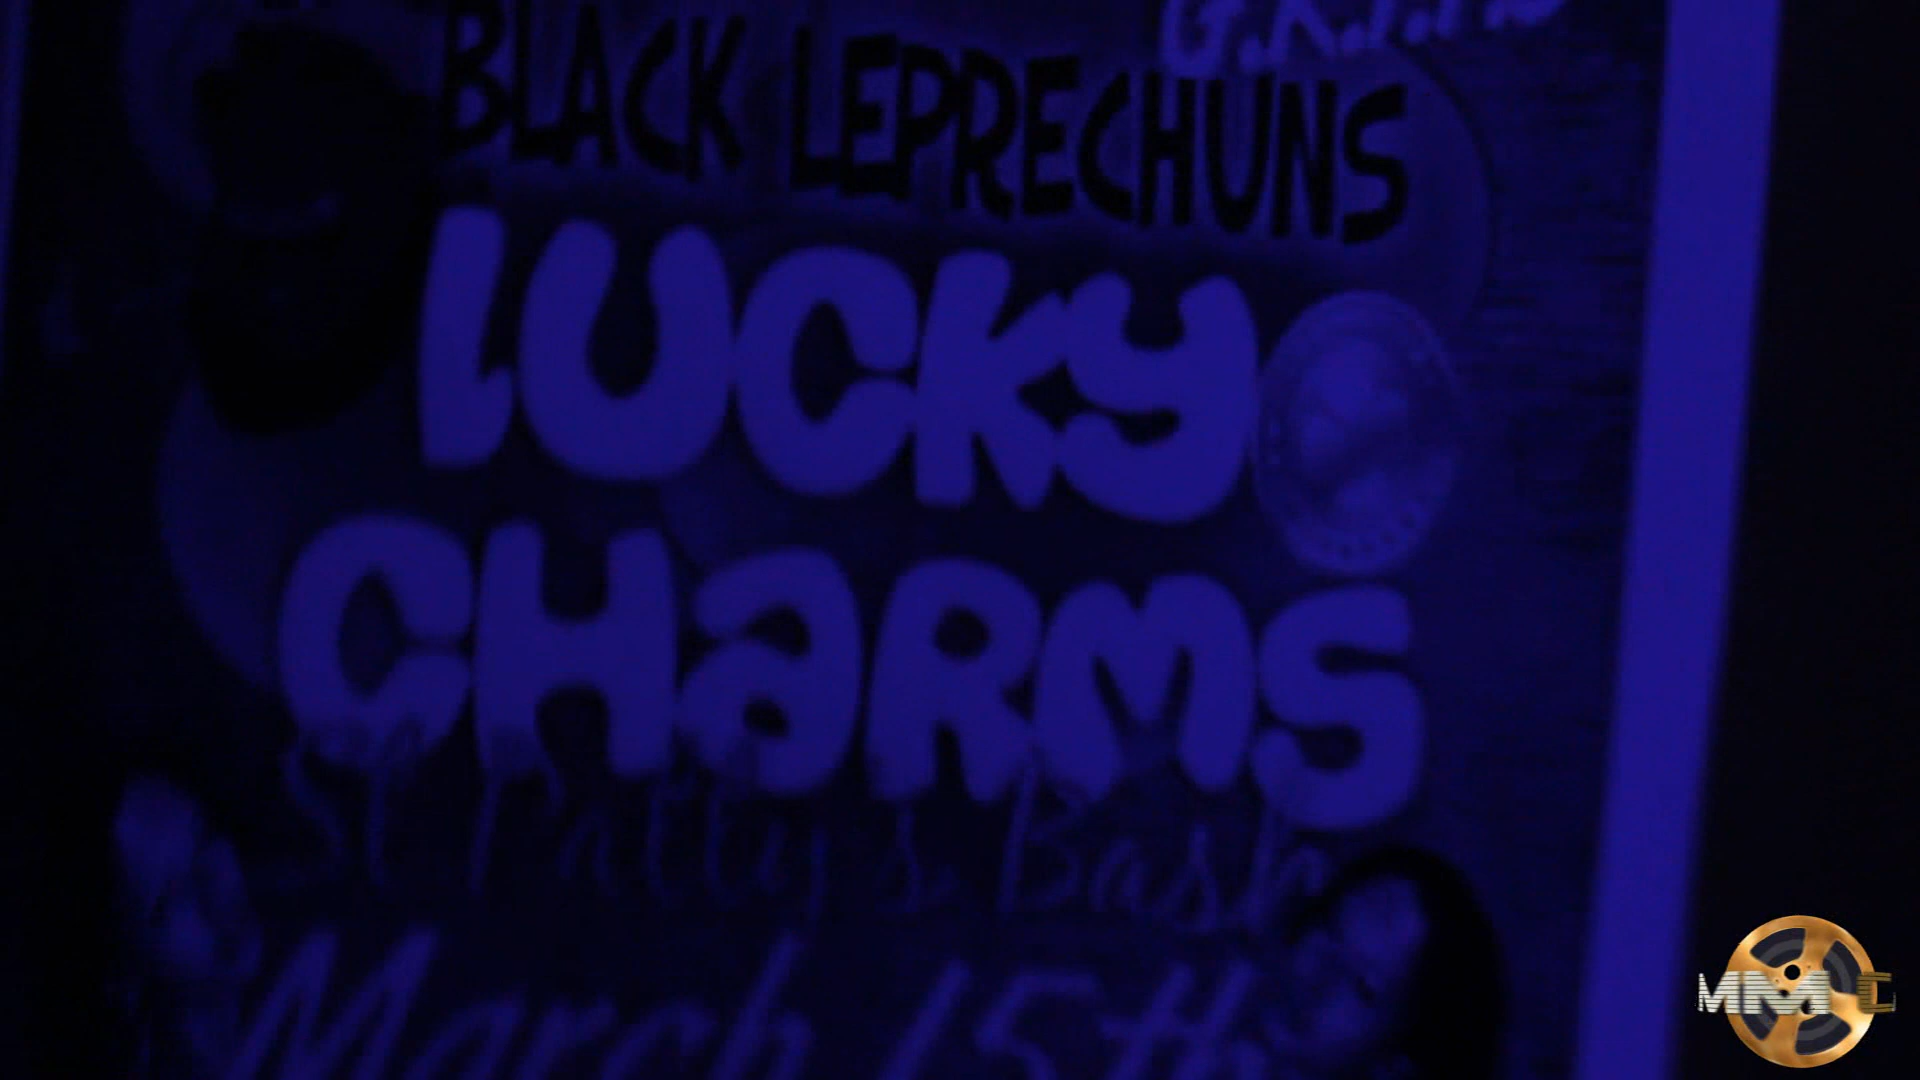 G.R.I.T.S
BLACK LEPRECHUNS
LUCKY
CHARMS
St Patty's Bash
March 15th
MM C